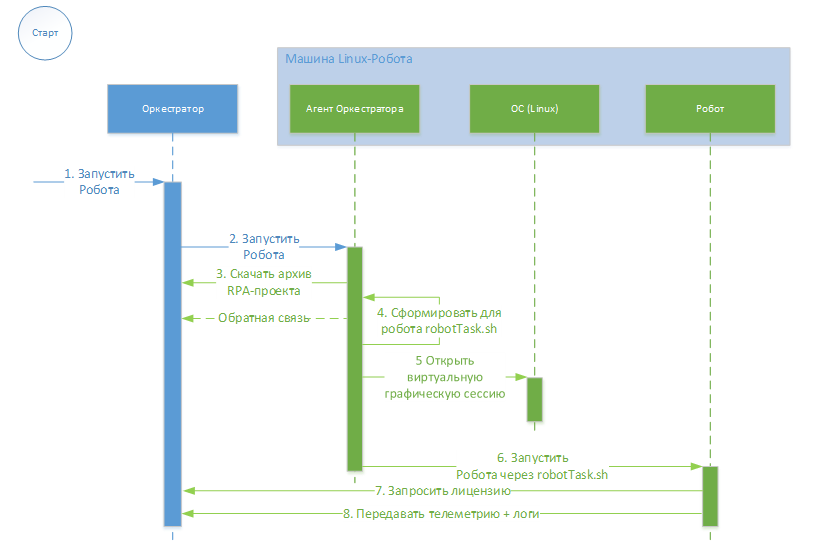 Старт
Машина Linux-Робота
Оркестратор
Агент Оркестратора
ОС (Linux)
Робот
1. Запустить
Робота
2. Запустить
Робота
3. Скачать архив
RPA-проекта
Обратная связь
4. Сформировать для
робота robotTask.sh
5 Открыть
виртуальную
графическую сессию
6. Запустить
Робота через robotTask.sh
7. Запросить лицензию
8. Передавать телеметрию + логи